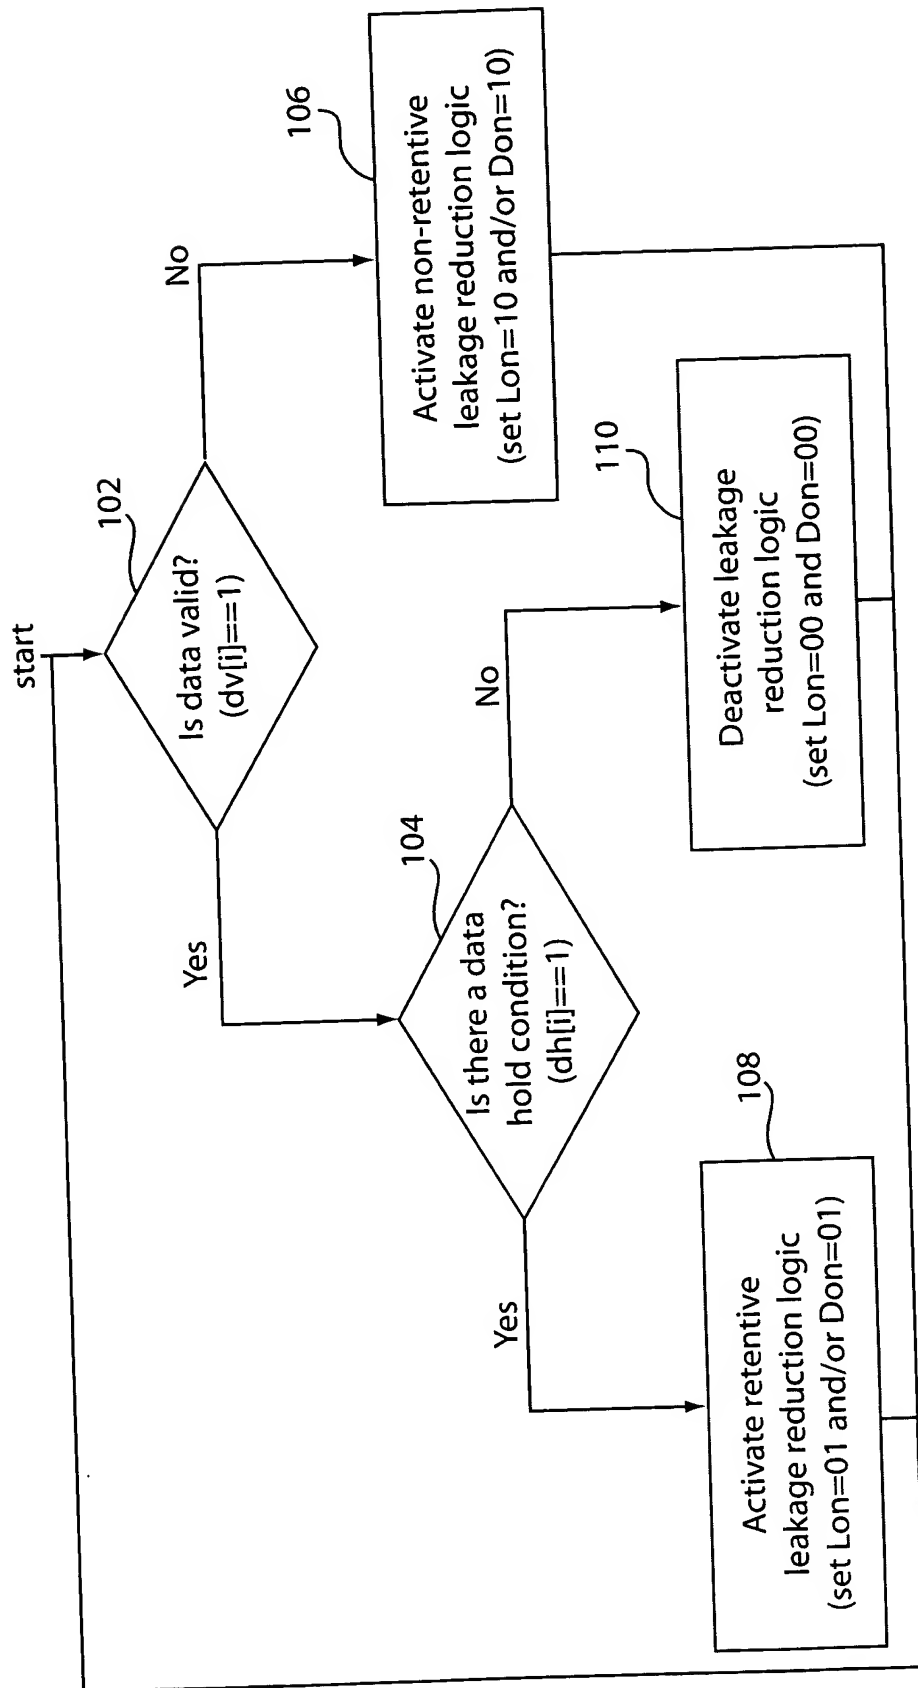 start
102
Is data valid?
(dv[i]==1)
Yes
No
104
Is there a data
hold condition?
(dh[i]==1)
106
Activate non-retentive
leakage reduction logic
(set Lon=10 and/or Don=10)
Yes
No
108
Activate retentive
leakage reduction logic
(set Lon=01 and/or Don=01)
110
Deactivate leakage
reduction logic
(set Lon=00 and Don=00)